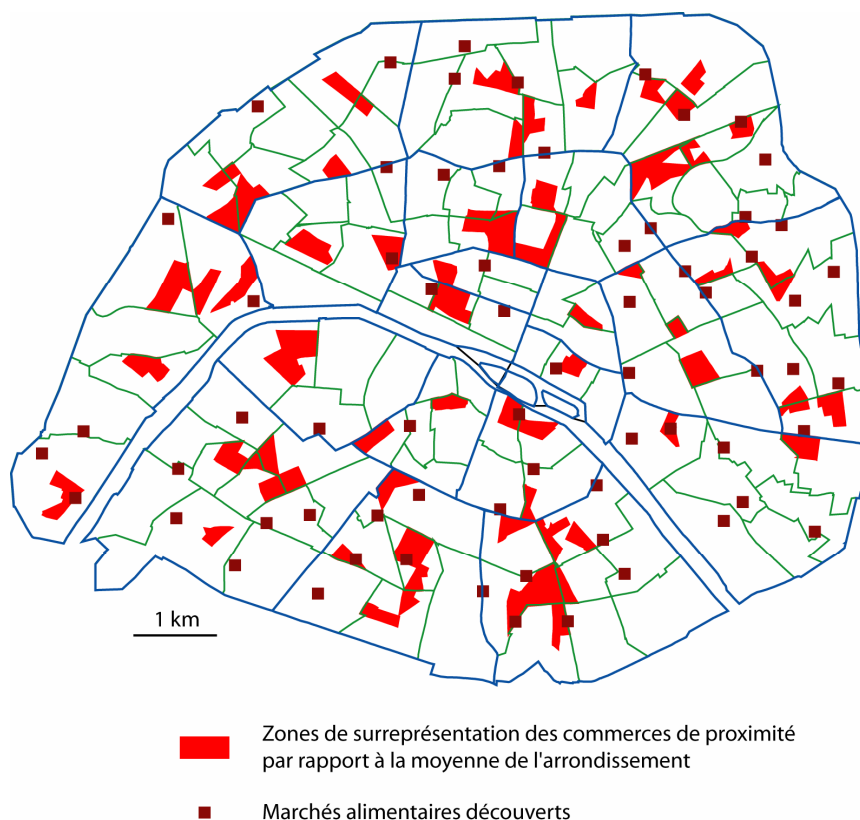 1 km
Zones de surreprésentation des commerces de proximité
par rapport à la moyenne de l'arrondissement
Marchés alimentaires découverts